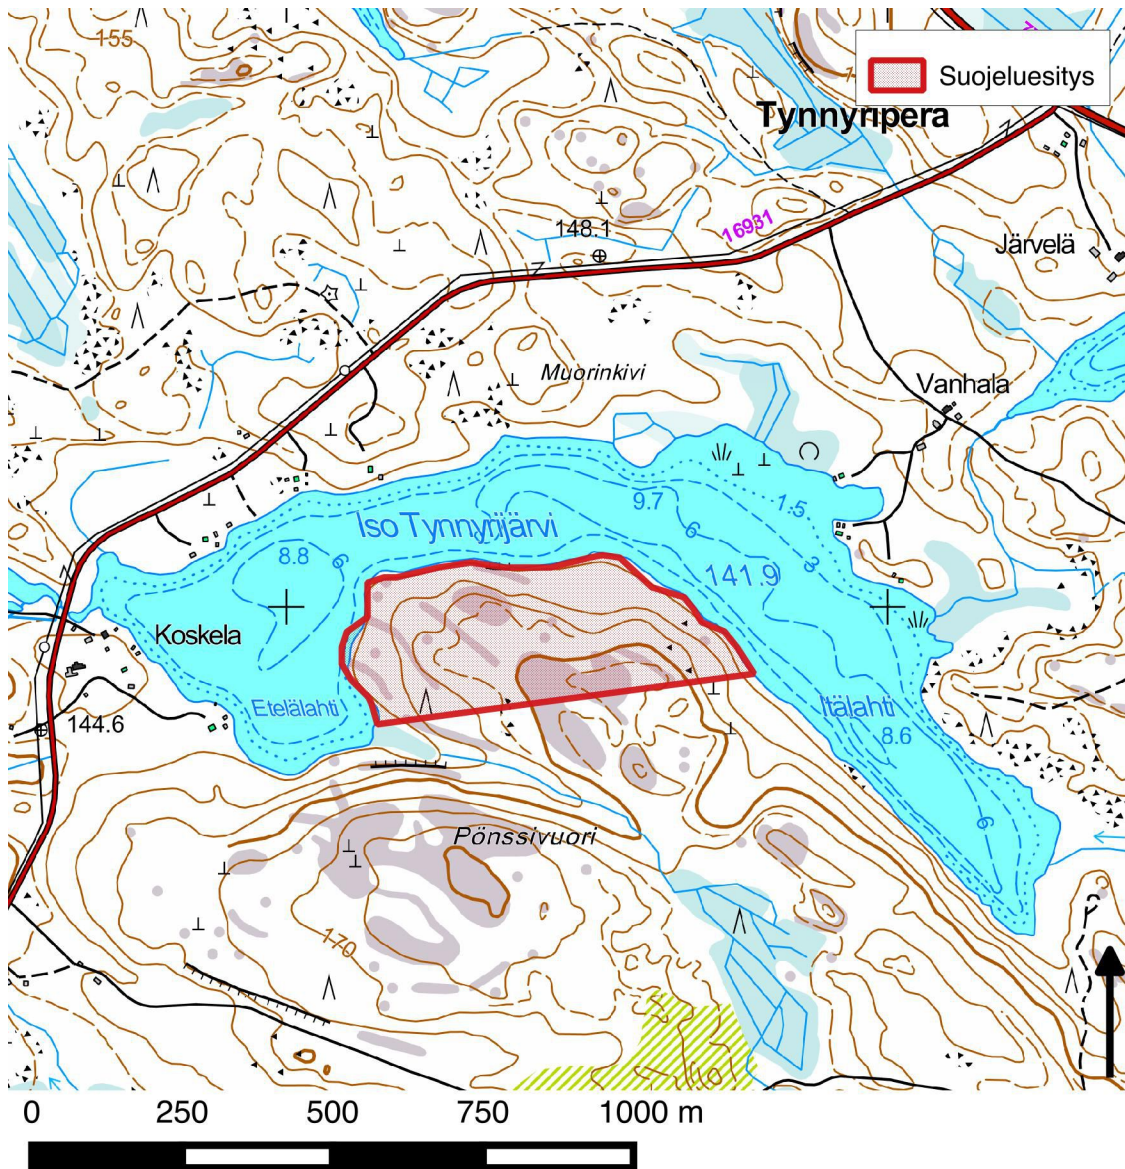 155
Suojeluesitys
Tynnyriperä
16931
148.1
Järvelä
Muorinkivi
Vanhala
9.7
1.5
Iso Tynnyrijärvi
8.8
6
6
3
141.9
Koskela
Etelälahti
Itälahti
144.6
8.6
6
Pönssivuori
170
0 250 500 750 1000 m